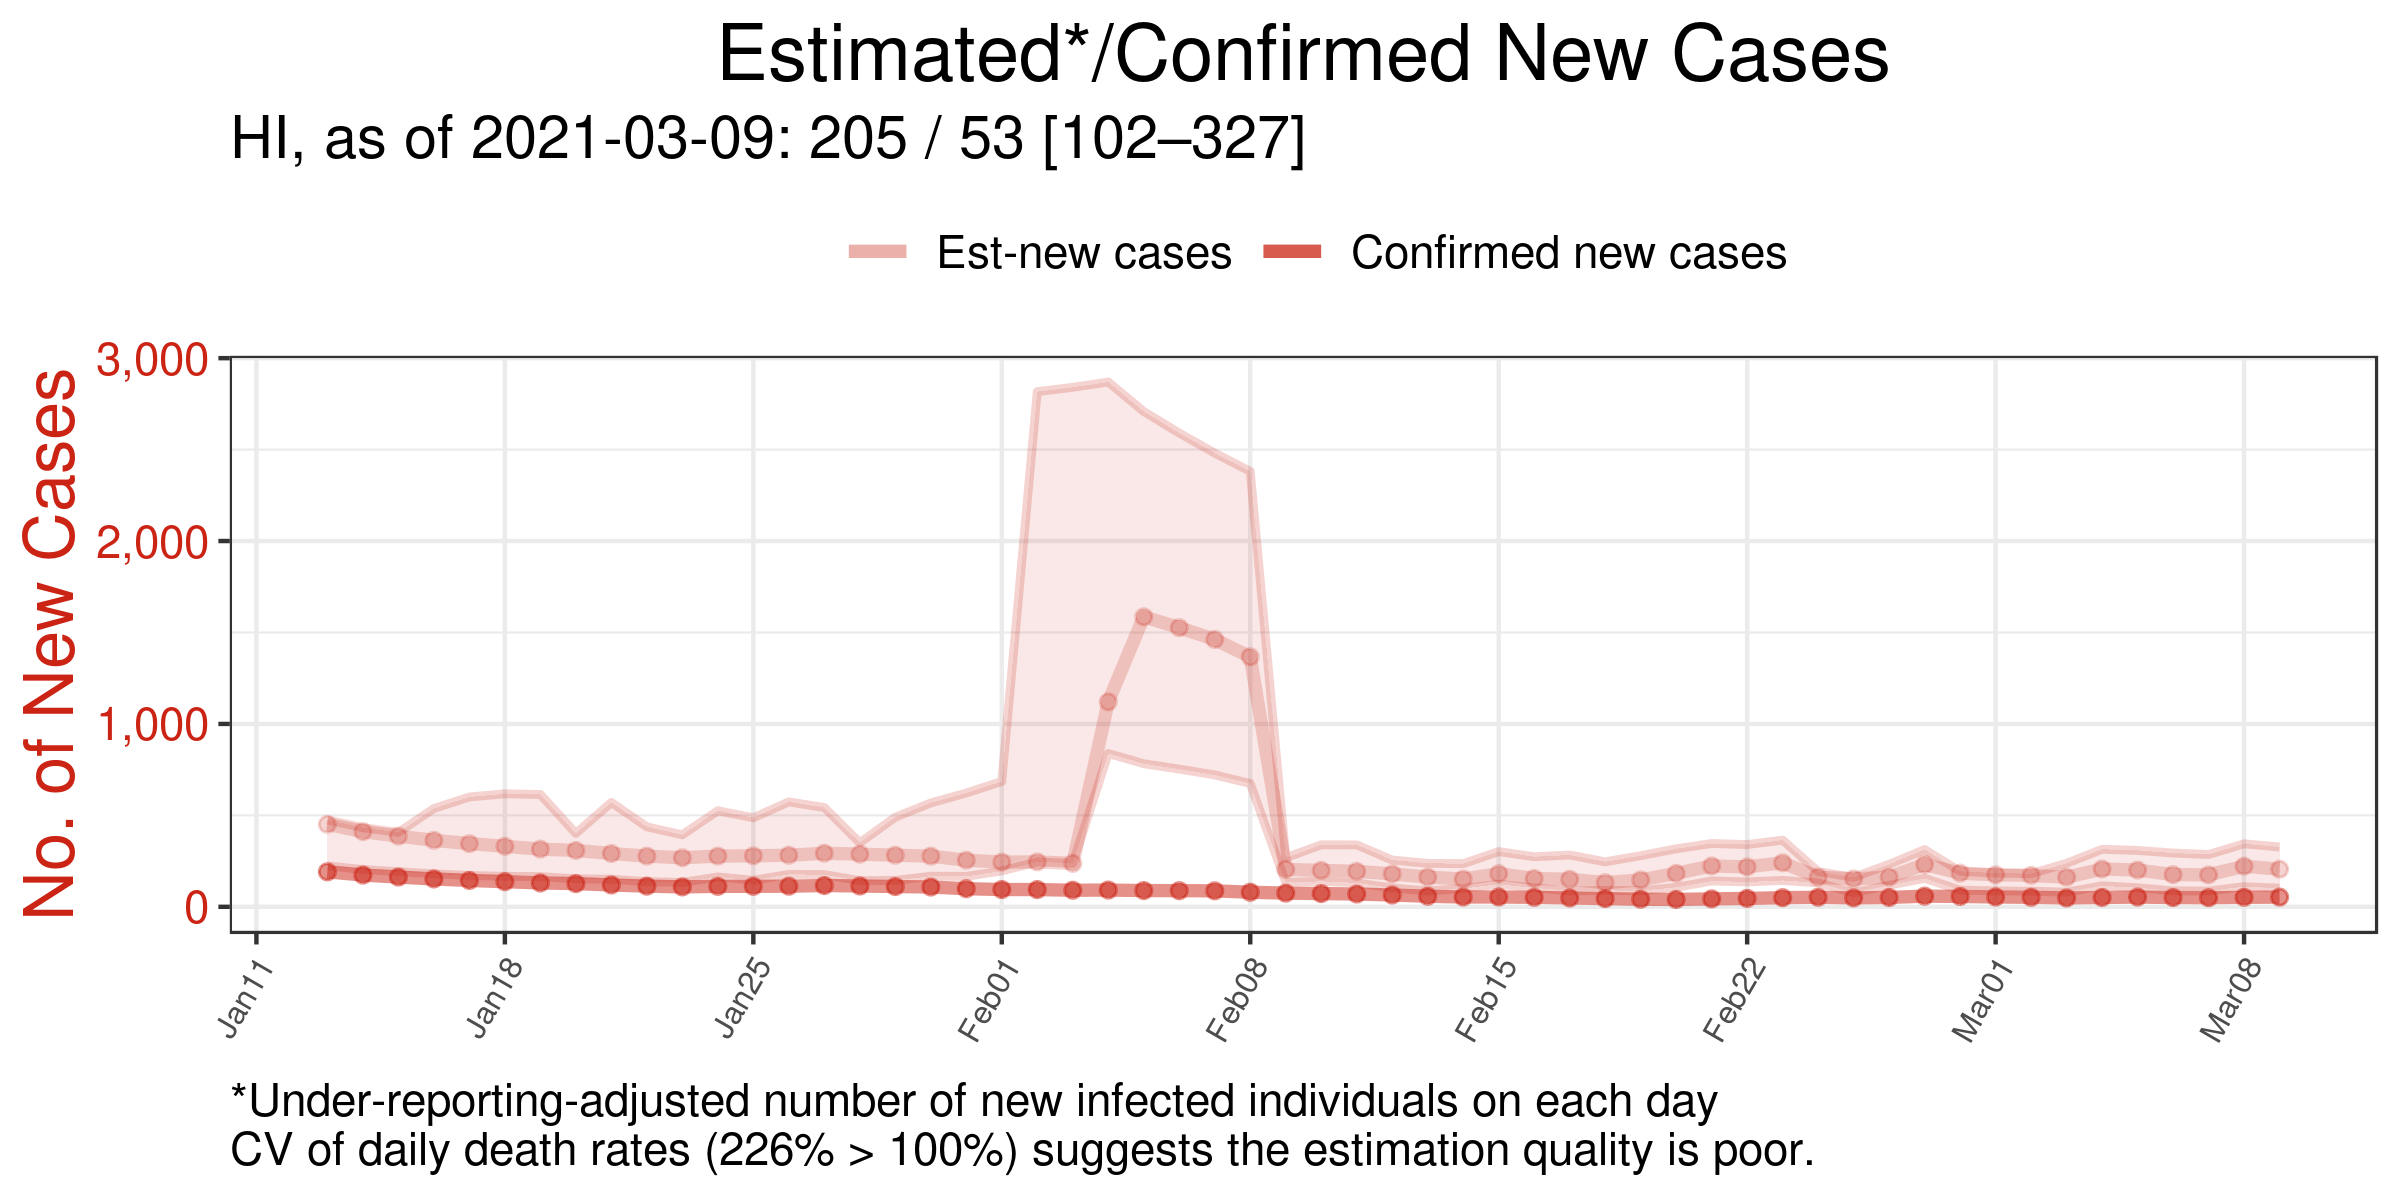 Estimated*/Confirmed New Cases
HI, as of 2021-03-09: 205 / 53 [102–327]
Est-new cases Confirmed new cases
No. of New Cases
3,000
2,000
1,000
0
Jan11 Jan18 Jan25 Feb01 Feb08 Feb15 Feb22 Mar01 Mar08
*Under-reporting-adjusted number of new infected individuals on each day
CV of daily death rates (226% > 100%) suggests the estimation quality is poor.